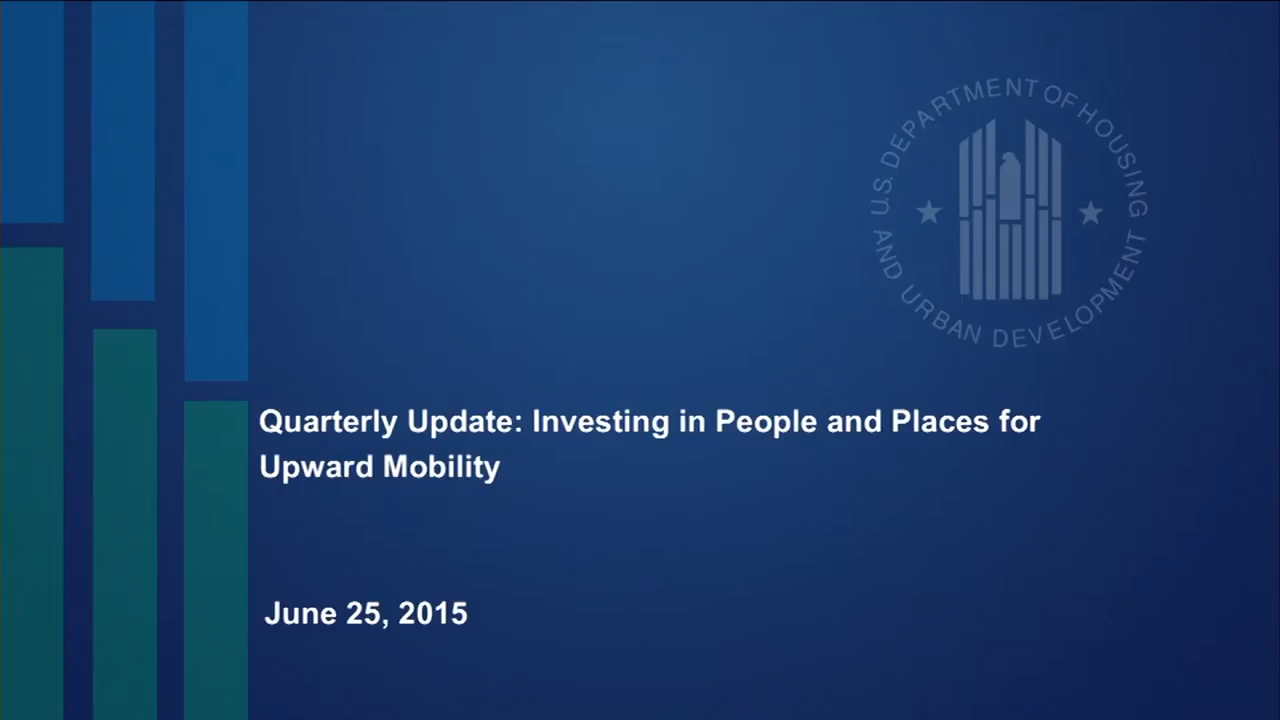 U.S. DEPARTMENT OF HOUSING
AND URBAN DEVELOPMENT
Quarterly Update: Investing in People and Places for
Upward Mobility
June 25, 2015